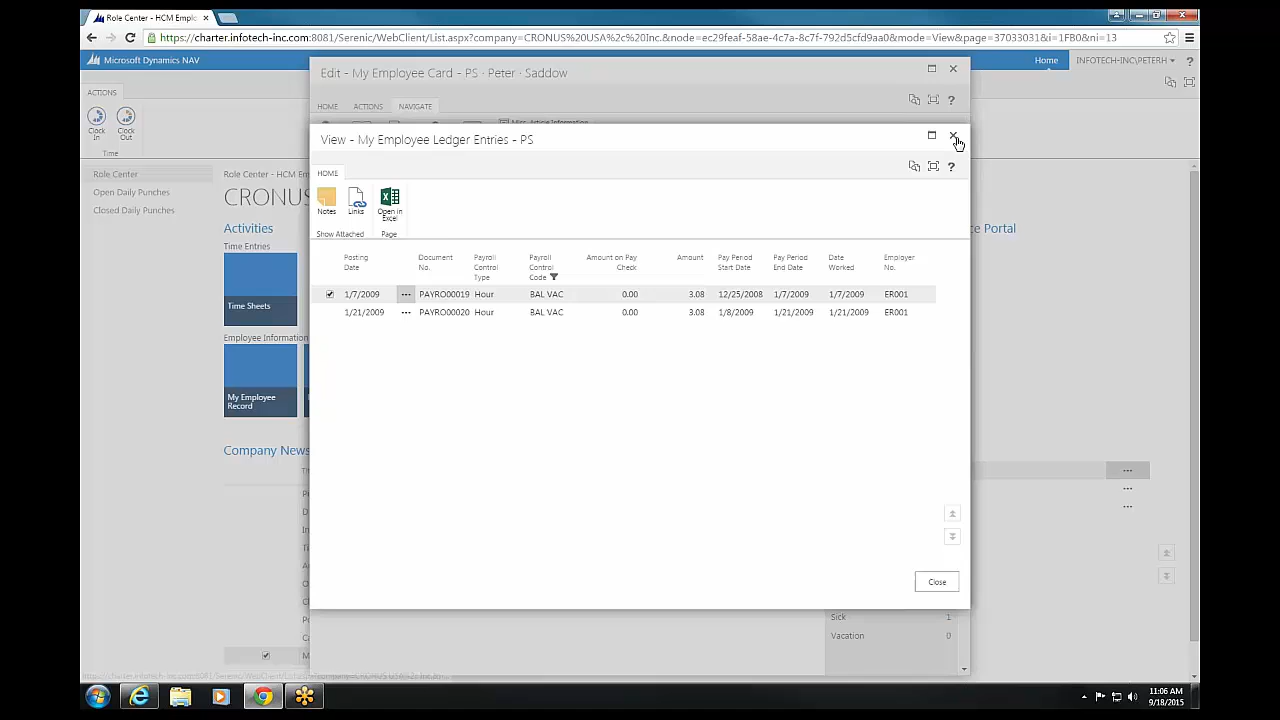 Role Center - HCM Empl
https://charter.infotech-inc.com:8081/Serenic/WebClient/List.aspx?company=CRONUS%20USA%2c%20Inc.&node=ec29feaf-58ae-4c7a-8c7f-792d5cfd9aa0&mode=View&page=37033031&i=1FB0&ni=13
Microsoft Dynamics NAV
Home
INFOTECH-INC\PETERH
?
ACTIONS
Clock In
Clock Out
Time
Edit - My Employee Card - PS · Peter · Saddow
HOME ACTIONS NAVIGATE
?
Misc. Article Information
View - My Employee Ledger Entries - PS
HOME
?
Notes Links Open in Excel
Show Attached Page
Role Center
Open Daily Punches
Closed Daily Punches
Role Center - HCM Em
CRONUS
Activities
Time Entries
Time Sheets
Employee Information
My Employee Record
Company News
ce Portal
Posting Date Document No. Payroll Control Type Payroll Control Code Amount on Pay Check Amount Pay Period Start Date Pay Period End Date Date Worked Employer No.
1/7/2009 ... PAYRO00019 Hour BAL VAC 0.00 3.08 12/25/2008 1/7/2009 1/7/2009 ER001
1/21/2009 ... PAYRO00020 Hour BAL VAC 0.00 3.08 1/8/2009 1/21/2009 1/21/2009 ER001
Close
Sick 1
Vacation 0
11:06 AM
9/18/2015